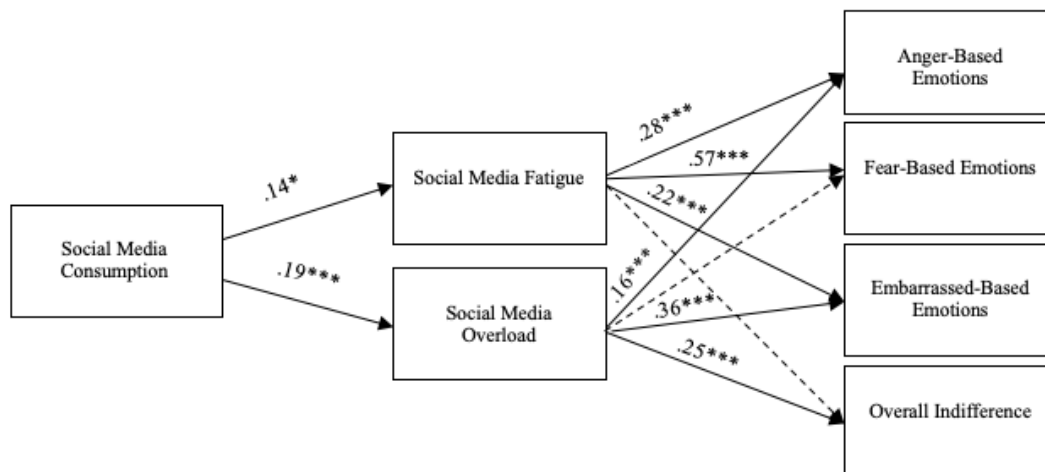 Anger-Based
Emotions
.28***
.57***
Social Media Fatigue
Fear-Based Emotions
.14*
.22***
Social Media
Consumption
.19***
.16***
Social Media
Overload
.36***
Embarrassed-Based
Emotions
.25***
Overall Indifference